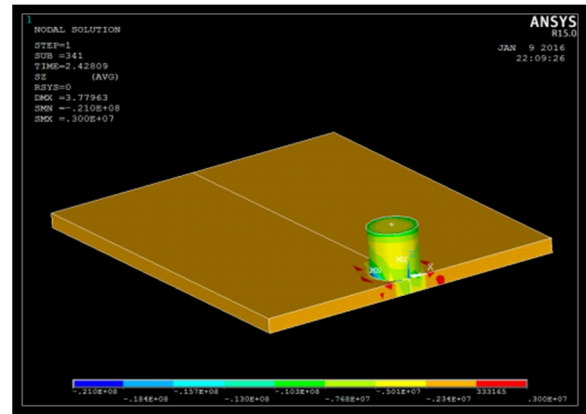 1
NODAL SOLUTION
STEP=1
SUB =341
TIME=2.42809
SZ (AVG)
RSYS=0
DMX =3.77963
SMN =-.210E+08
SMX =.300E+07
ANSYS
R15.0
JAN 9 2016
22:09:26
MN
MX
X
-.210E+08 -.157E+08 -.103E+08 -.501E+07 333165
-.184E+08 -.130E+08 -.768E+07 -.234E+07 .300E+07